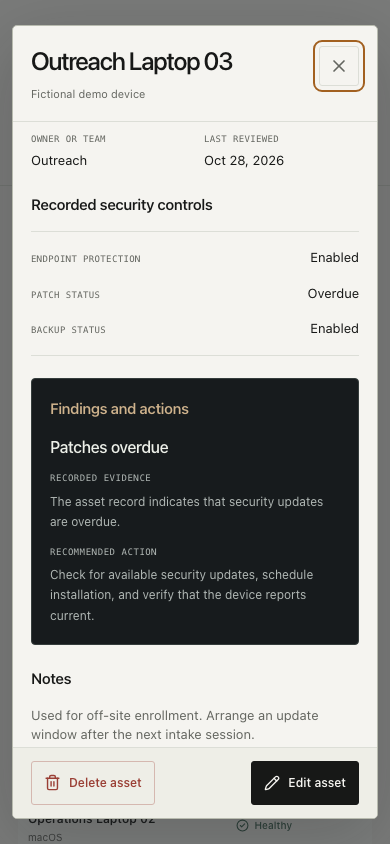 Outreach Laptop 03
Fictional demo device
OWNER OR TEAM
LAST REVIEWED
Outreach
Oct 28, 2026
Recorded security controls
ENDPOINT PROTECTION
Enabled
PATCH STATUS
Overdue
BACKUP STATUS
Enabled
Findings and actions
Patches overdue
RECORDED EVIDENCE
The asset record indicates that security updates
are overdue.
RECOMMENDED ACTION
Check for available security updates, schedule
installation, and verify that the device reports
current.
Notes
Used for off-site enrollment. Arrange an update
window after the next intake session.
Delete asset
Edit asset
Operations Laptop 02
Healthy
macOS